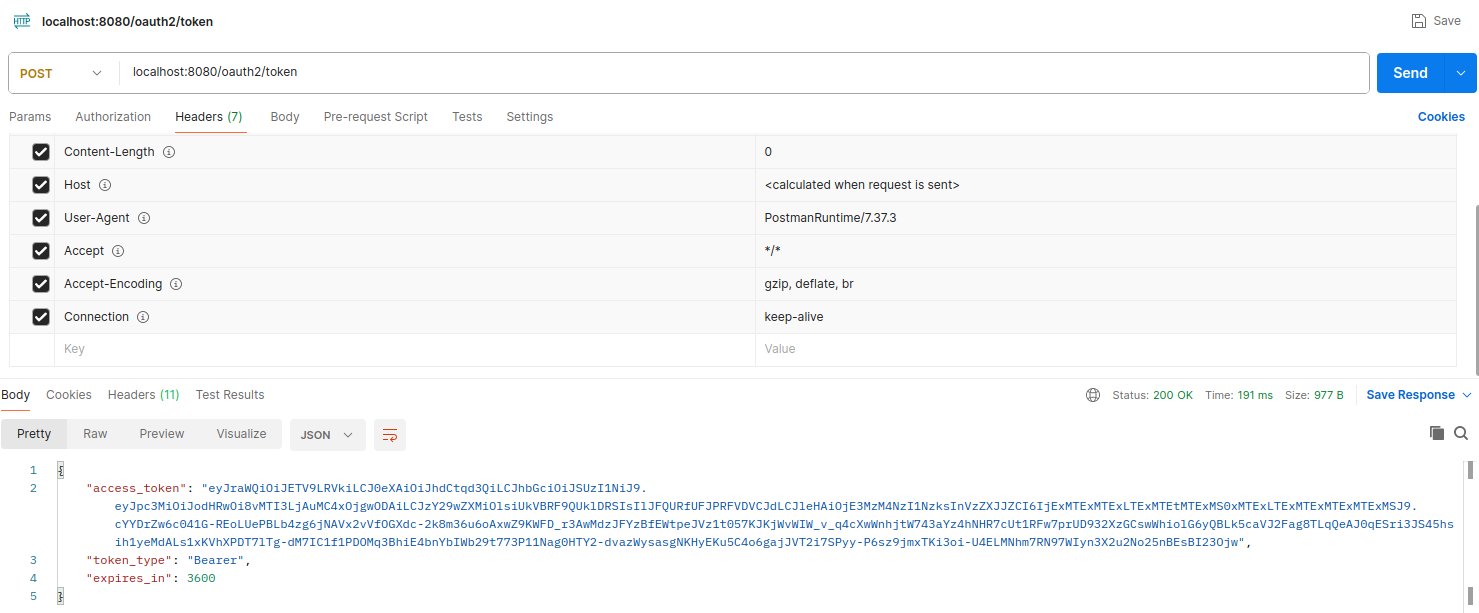 HTTP localhost:8080/oauth2/token Save
POST localhost:8080/oauth2/token Send
Params Authorization Headers (7) Body Pre-request Script Tests Settings Cookies
Content-Length 0
Host <calculated when request is sent>
User-Agent PostmanRuntime/7.37.3
Accept */*
Accept-Encoding gzip, deflate, br
Connection keep-alive
Key Value
Body Cookies Headers (11) Test Results Status: 200 OK Time: 191 ms Size: 977 B Save Response
Pretty Raw Preview Visualize JSON
1 {
2 "access_token": "eyJraWQiOiJETV9LRVkiLCJ0eXAiOiJhdCtqd3QiLCJhbGciOiJSUzI1NiJ9.
eyJpc3MiOiJodHRwOi8vMTI3LjAuMC4xOjgwODAiLCJzY29wZXMiOlsiUkVBRF9QUklDRSIsIlJFQURfUFJPRFVDVCJdLCJleHAiOjE3MzM4NzI1NzksInVzZXJJZCI6IjExMTExMTExLTExMTEtMTExMS0xMTExLTExMTExMTExMTExMSJ9.
cYYDrZw6c041G-REoLUePBLb4zg6jNAVx2vVfOGXdc-2k8m36u6oAxwZ9KWFD_r3AwMdzJFYzBfEWtpeJVz1t057KJKjWvWIW_v_q4cXwWnhjtW743aYz4hNHR7cUt1RFw7prUD932XzGCswWhiolG6yQBLk5caVJ2Fag8TLqQeAJ0qESri3JS45hs
ih1yeMdALs1xKVhXPDT7lTg-dM7IC1f1PDOMq3BhiE4bnYbIWb29t773P11Nag0HTY2-dvazWysasgNKHyEKu5C4o6gajJVT2i7SPyy-P6sz9jmxTKi3oi-U4ELMNhm7RN97WIyn3X2u2No25nBEsBI23Ojw",
3 "token_type": "Bearer",
4 "expires_in": 3600
5 }